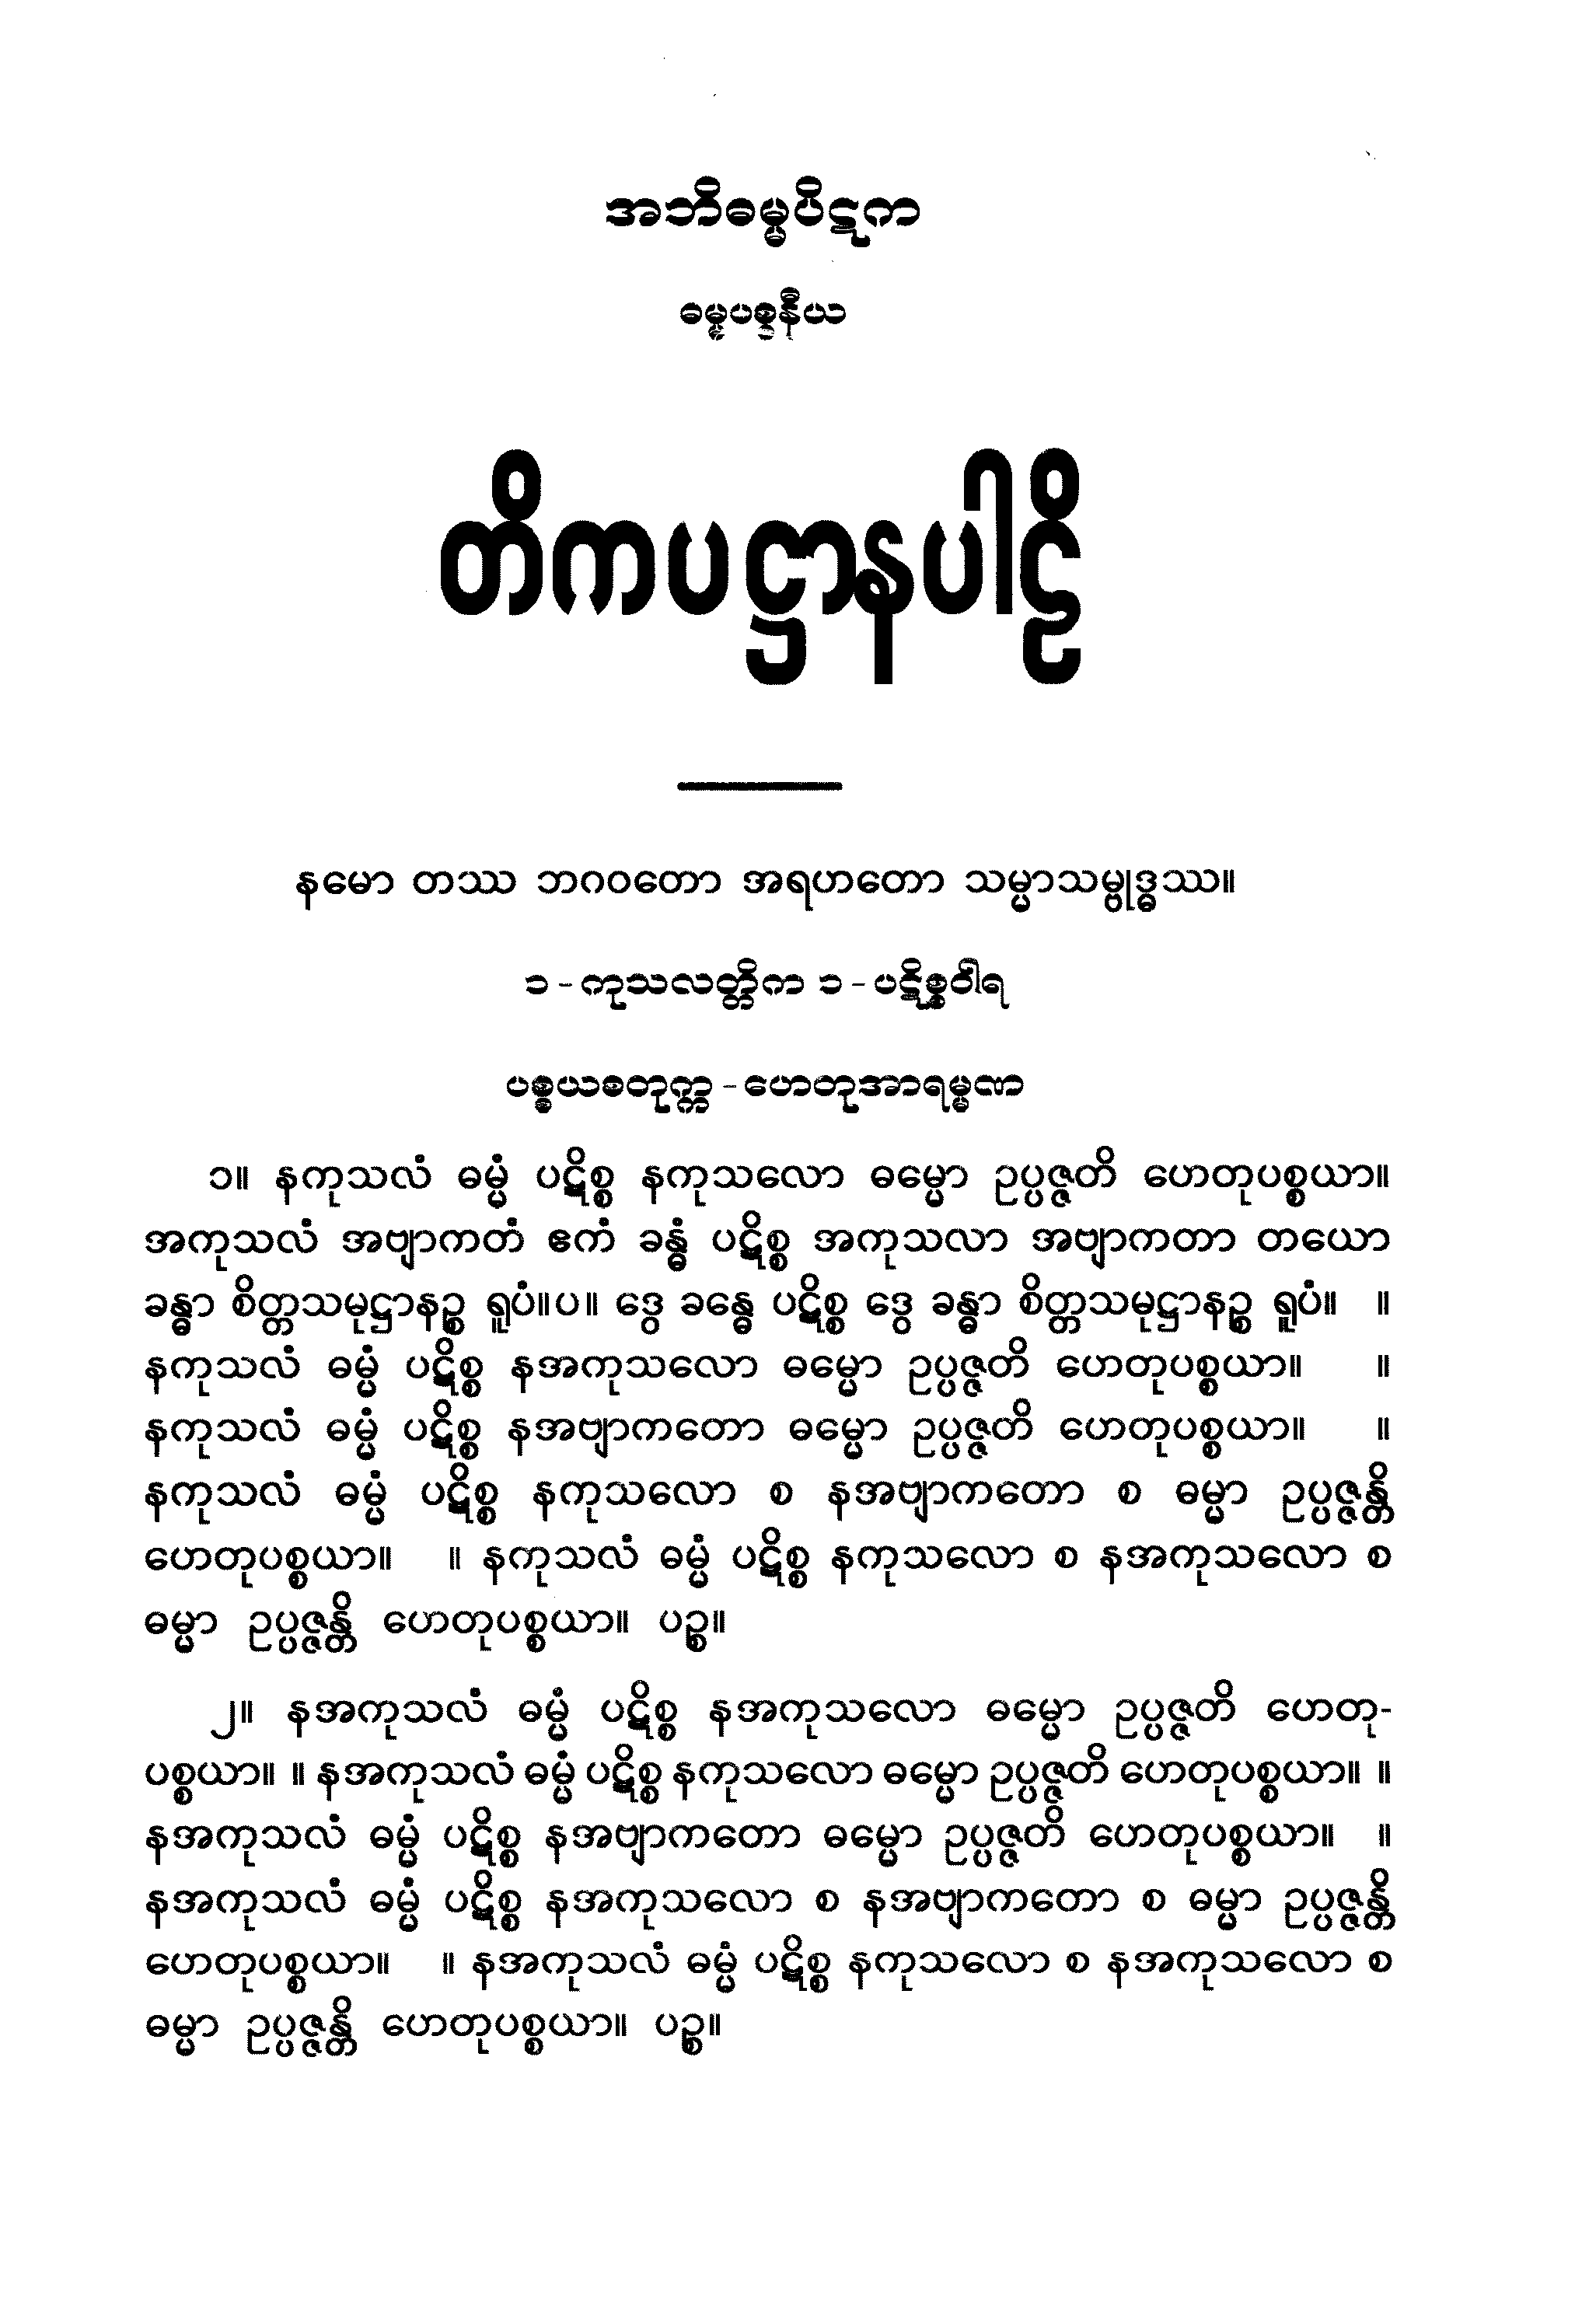 အဘိဓမ္မပိဋက
ဓမ္မပစ္စနီယ
တိကပဋ္ဌာနပါဠိ
နမော တဿ ဘဂဝတော အရဟတော သမ္မာသမ္ဗုဒ္ဓဿ။
၁-ကုသလတ္တိက ၁-ပဋိစ္စဝါရ
ပစ္စယစတုက္က-ဟေတုအာရမ္မဏ
၁။ နကုသလံ ဓမ္မံ ပဋိစ္စ နကုသလော ဓမ္မော ဥပ္ပဇ္ဇတိ ဟေတုပစ္စယာ။
အကုသလံ အဗျာကတံ ဧကံ ခန္ဓံ ပဋိစ္စ အကုသလာ အဗျာကတာ တယော
ခန္ဓာ စိတ္တသမုဋ္ဌာနဉ္စ ရူပံ။ပ။ ဒွေ ခန္ဓေ ပဋိစ္စ ဒွေ ခန္ဓာ စိတ္တသမုဋ္ဌာနဉ္စ ရူပံ။ ။
နကုသလံ ဓမ္မံ ပဋိစ္စ နအကုသလော ဓမ္မော ဥပ္ပဇ္ဇတိ ဟေတုပစ္စယာ။ ။
နကုသလံ ဓမ္မံ ပဋိစ္စ နအဗျာကတော ဓမ္မော ဥပ္ပဇ္ဇတိ ဟေတုပစ္စယာ။ ။
နကုသလံ ဓမ္မံ ပဋိစ္စ နကုသလော စ နအဗျာကတော စ ဓမ္မာ ဥပ္ပဇ္ဇန္တိ
ဟေတုပစ္စယာ။ ။ နကုသလံ ဓမ္မံ ပဋိစ္စ နကုသလော စ နအကုသလော စ
ဓမ္မာ ဥပ္ပဇ္ဇန္တိ ဟေတုပစ္စယာ။ ပဉ္စ။
၂။ နအကုသလံ ဓမ္မံ ပဋိစ္စ နအကုသလော ဓမ္မော ဥပ္ပဇ္ဇတိ ဟေတု-
ပစ္စယာ။ ။ နအကုသလံ ဓမ္မံ ပဋိစ္စ နကုသလော ဓမ္မော ဥပ္ပဇ္ဇတိ ဟေတုပစ္စယာ။ ။
နအကုသလံ ဓမ္မံ ပဋိစ္စ နအဗျာကတော ဓမ္မော ဥပ္ပဇ္ဇတိ ဟေတုပစ္စယာ။ ။
နအကုသလံ ဓမ္မံ ပဋိစ္စ နအကုသလော စ နအဗျာကတော စ ဓမ္မာ ဥပ္ပဇ္ဇန္တိ
ဟေတုပစ္စယာ။ ။ နအကုသလံ ဓမ္မံ ပဋိစ္စ နကုသလော စ နအကုသလော စ
ဓမ္မာ ဥပ္ပဇ္ဇန္တိ ဟေတုပစ္စယာ။ ပဉ္စ။